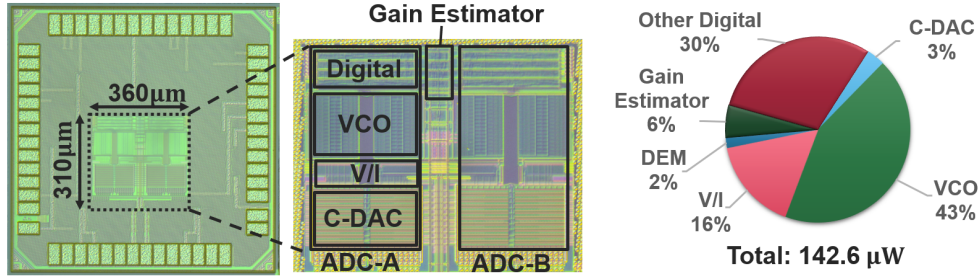 Gain Estimator
360μm
310μm
Digital
VCO
V/I
C-DAC
ADC-A
ADC-B
Other Digital
30%
C-DAC
3%
Gain
Estimator
6%
DEM
2%
V/I
16%
VCO
43%
Total: 142.6 μW